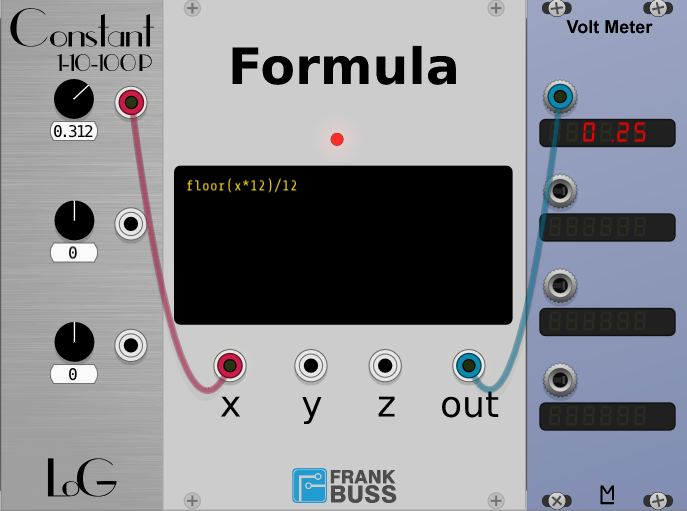 Constant
1-10-100P
0.312
0
0
LoG
Formula
floor(x*12)/12
x y z out
FRANK
BUSS
Volt Meter
0.25
M